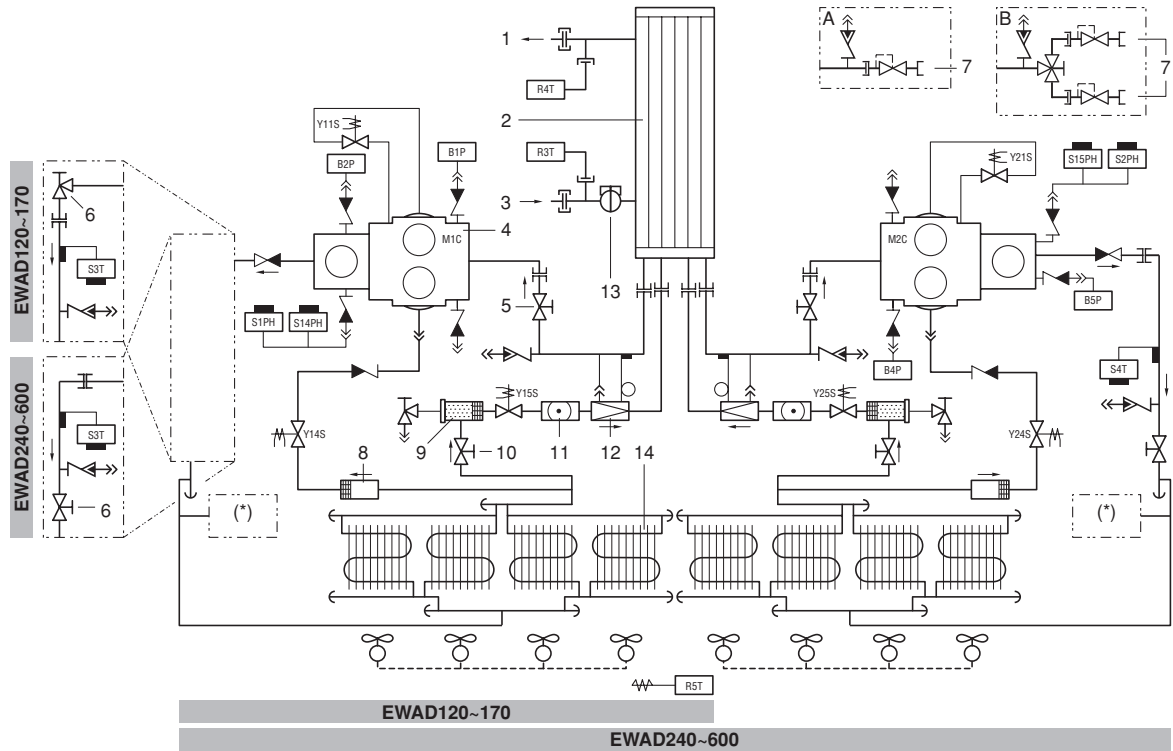 A
B
1
7
7
R4T
2
Y11S
B2P
B1P
R3T
Y21S
S15PH
S2PH
EWAD120~170
6
3
4
M1C
M2C
S3T
13
5
S1PH
S14PH
B5P
B4P
S4T
EWAD240~600
S3T
Y15S
Y25S
Y14S
Y24S
9
10
11
12
14
8
6
(*)
(*)
R5T
EWAD120~170
EWAD240~600